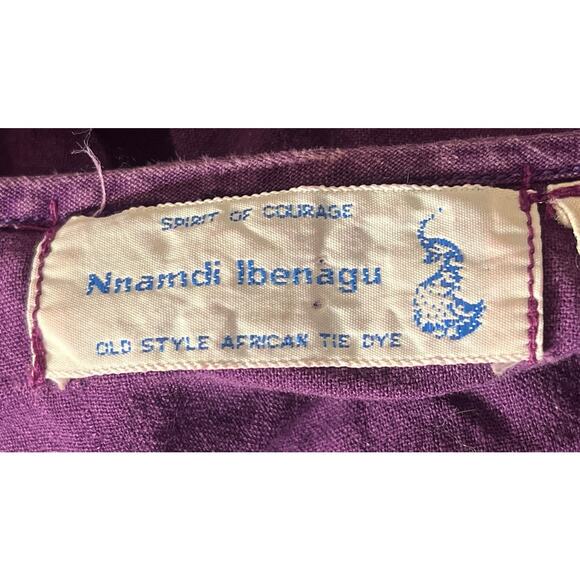 SPIRIT OF COURAGE
Nnamdi Ibenagu
OLD STYLE AFRICAN TIE DYE